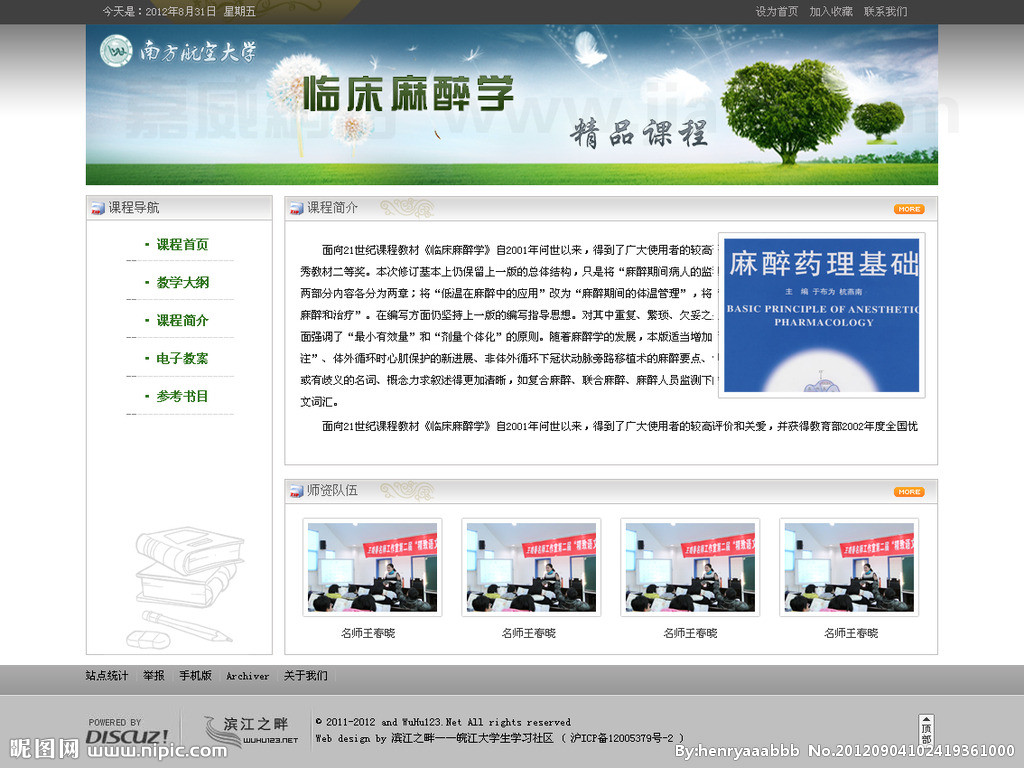 今天是：2012年8月31日 星期五
设为首页 加入收藏 联系我们
南方航空大学
临床麻醉学
精品课程
课程导航
· 课程首页
· 教学大纲
· 课程简介
· 电子教案
· 参考书目
课程简介
MORE
面向21世纪课程教材《临床麻醉学》自2001年问世以来，得到了广大使用者的较高
秀教材二等奖。本次修订基本上仍保留上一版的总体结构，只是将“麻醉期间病人的监
两部分内容各分为两章；将“低温在麻醉中的应用”改为“麻醉期间的体温管理”，将
麻醉和治疗”。在编写方面仍坚持上一版的编写指导思想。对其中重复、繁琐、欠妥之
面强调了“最小有效量”和“剂量个体化”的原则。随着麻醉学的发展，本版适当增加
注”、体外循环时心肌保护的新进展、非体外循环下冠状动脉旁路移植术的麻醉要点、
或有歧义的名词、概念力求叙述得更加清晰，如复合麻醉、联合麻醉、麻醉人员监测下
文词汇。
面向21世纪课程教材《临床麻醉学》自2001年问世以来，得到了广大使用者的较高评价和关爱，并获得教育部2002年度全国优
麻醉药理基础
主 编 于布为 杭燕南
BASIC PRINCIPLE OF ANESTHETIC
PHARMACOLOGY
师资队伍
MORE
名师王春晓
名师王春晓
名师王春晓
名师王春晓
站点统计 举报 手机版 Archiver 关于我们
POWERED BY
DISCUZ!
滨江之畔
WUHU123.NET
© 2011-2012 and WuHu123.Net All rights reserved
Web design by 滨江之畔——皖江大学生学习社区 ( 沪ICP备12005379号-2 )
顶部
昵图网 www.nipic.com
By:henryaaabbb No.20120904102419361000